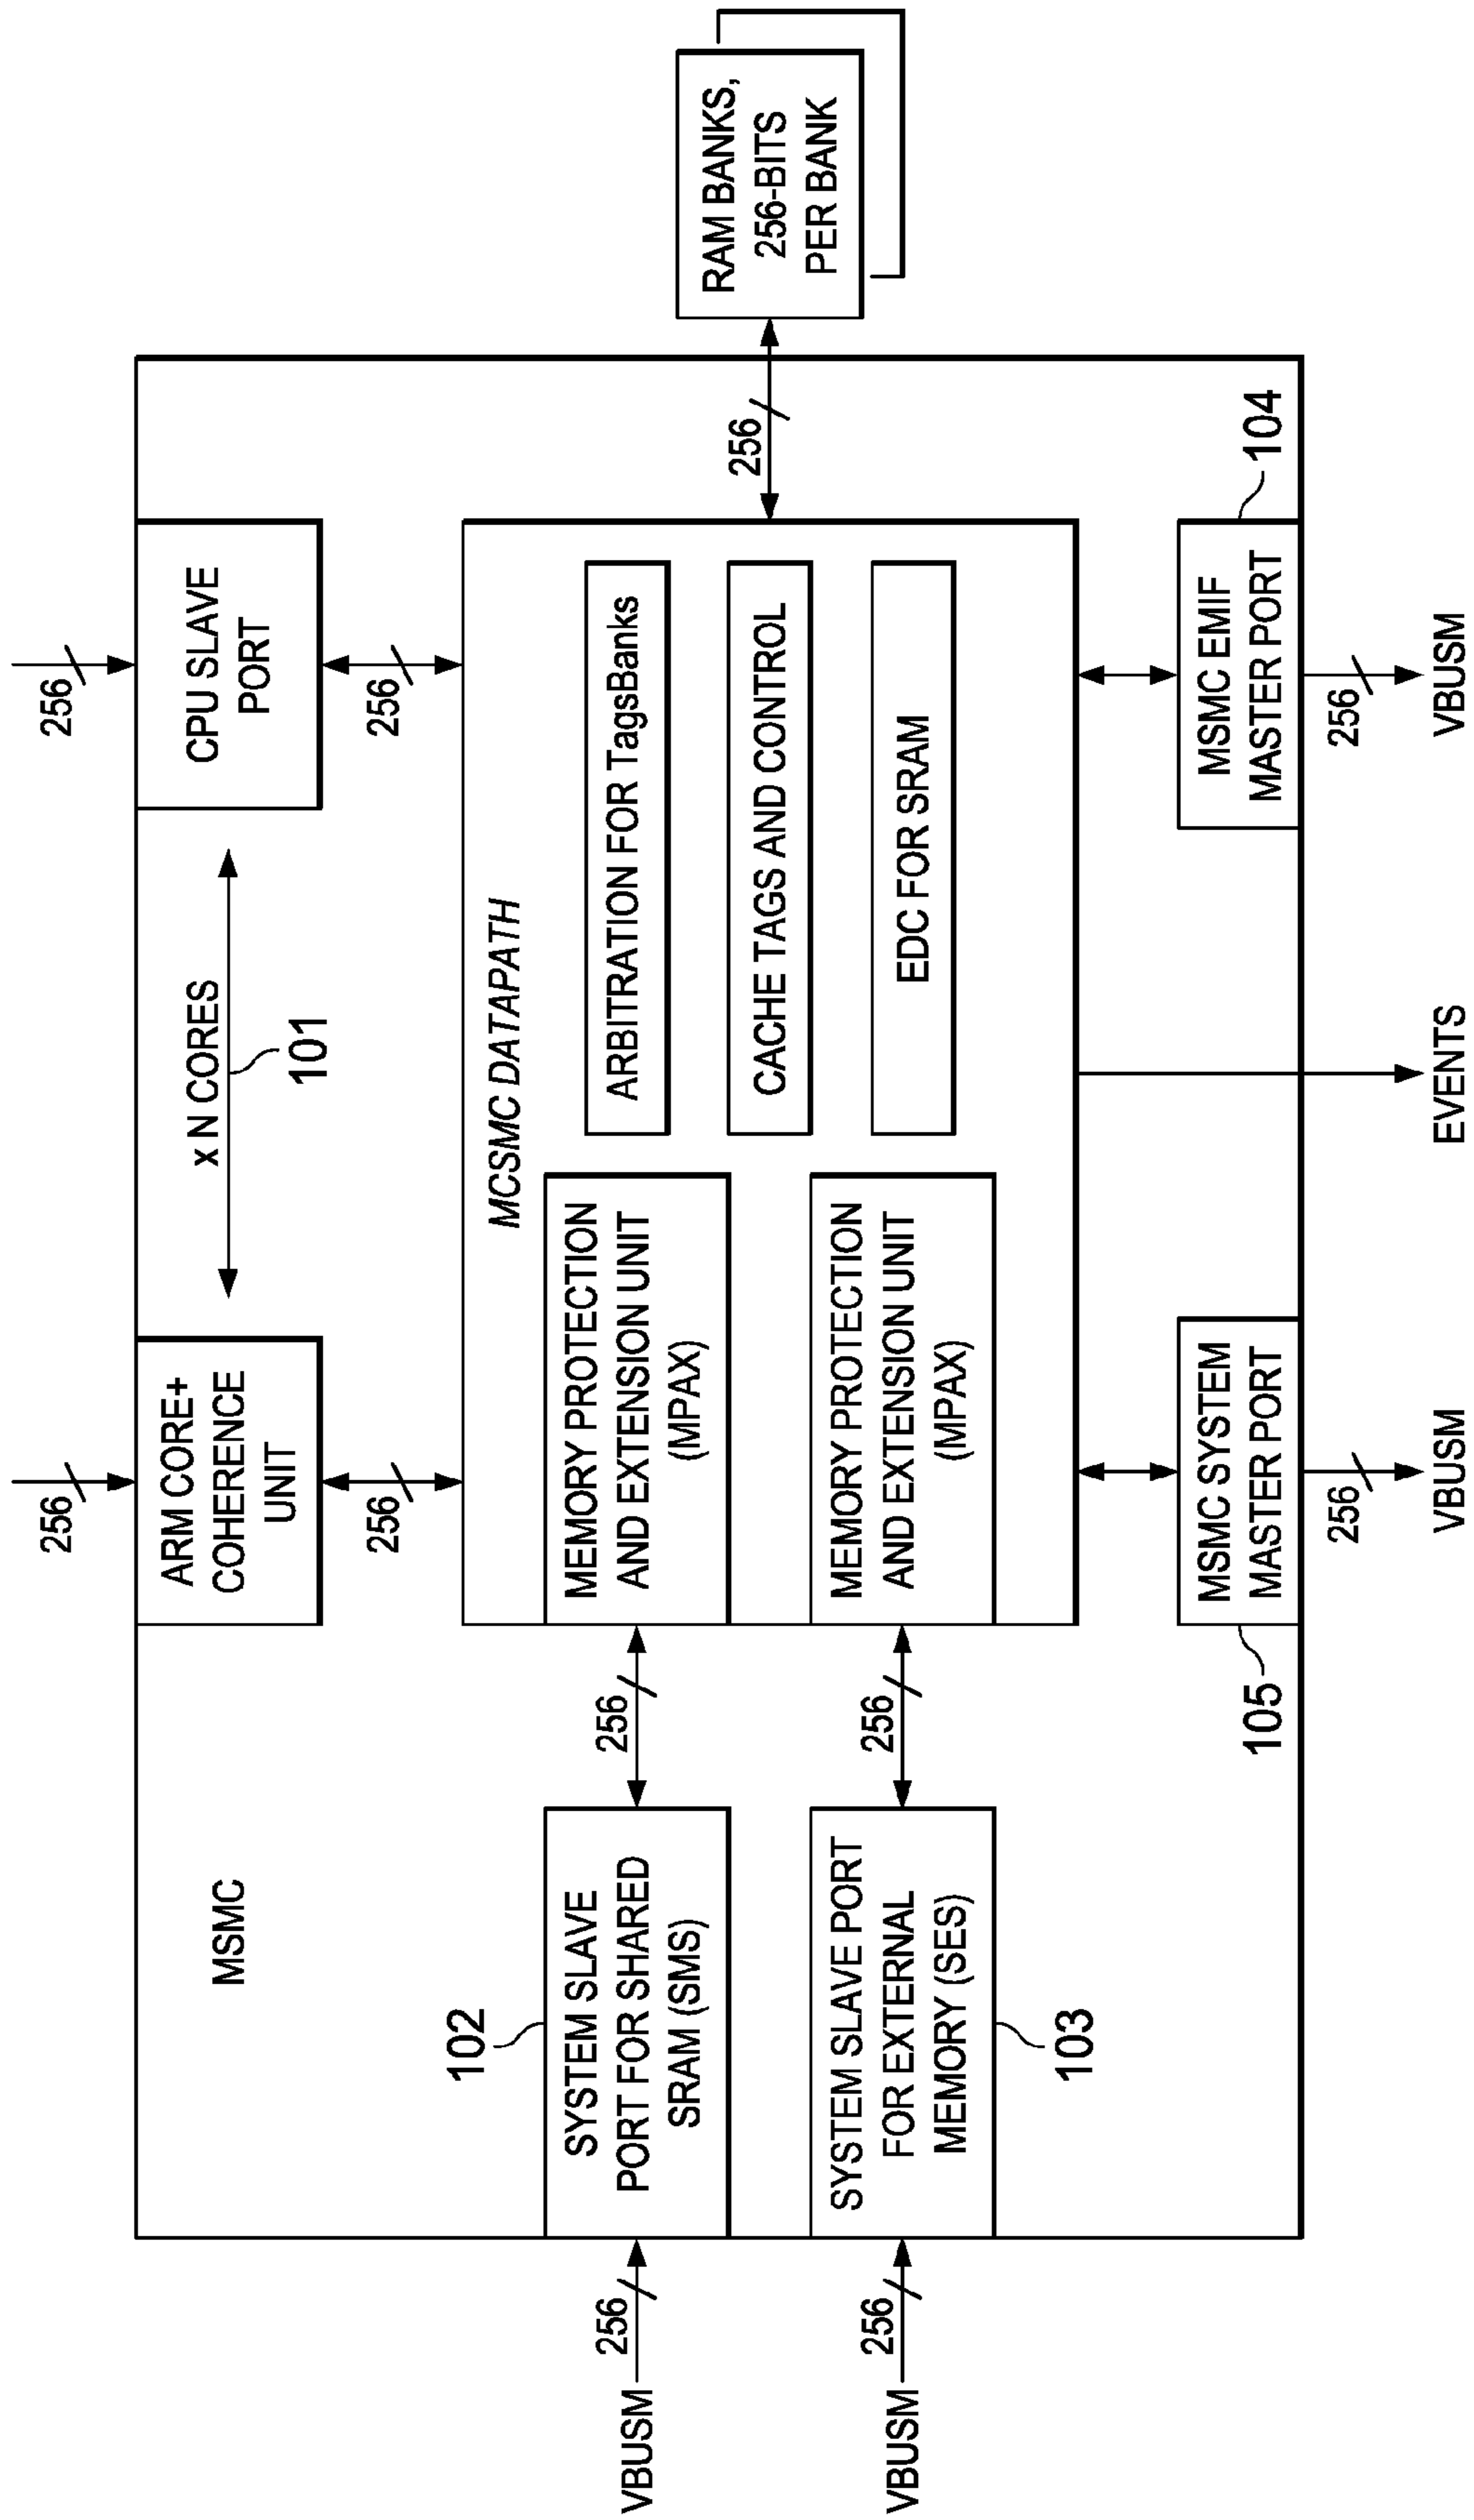 256
256
ARM CORE+
COHERENCE
UNIT
x N CORES
101
CPU SLAVE
PORT
MSMC
256
256
MCSMC DATAPATH
VBUSM
256
102
SYSTEM SLAVE
PORT FOR SHARED
SRAM (SMS)
256
MEMORY PROTECTION
AND EXTENSION UNIT
(MPAX)
ARBITRATION FOR TagsBanks
CACHE TAGS AND CONTROL
EDC FOR SRAM
256
RAM BANKS,
256-BITS
PER BANK
VBUSM
256
SYSTEM SLAVE PORT
FOR EXTERNAL
MEMORY (SES)
103
256
MEMORY PROTECTION
AND EXTENSION UNIT
(MPAX)
105
MSMC SYSTEM
MASTER PORT
MSMC EMIF
MASTER PORT
104
256
256
VBUSM
EVENTS
VBUSM